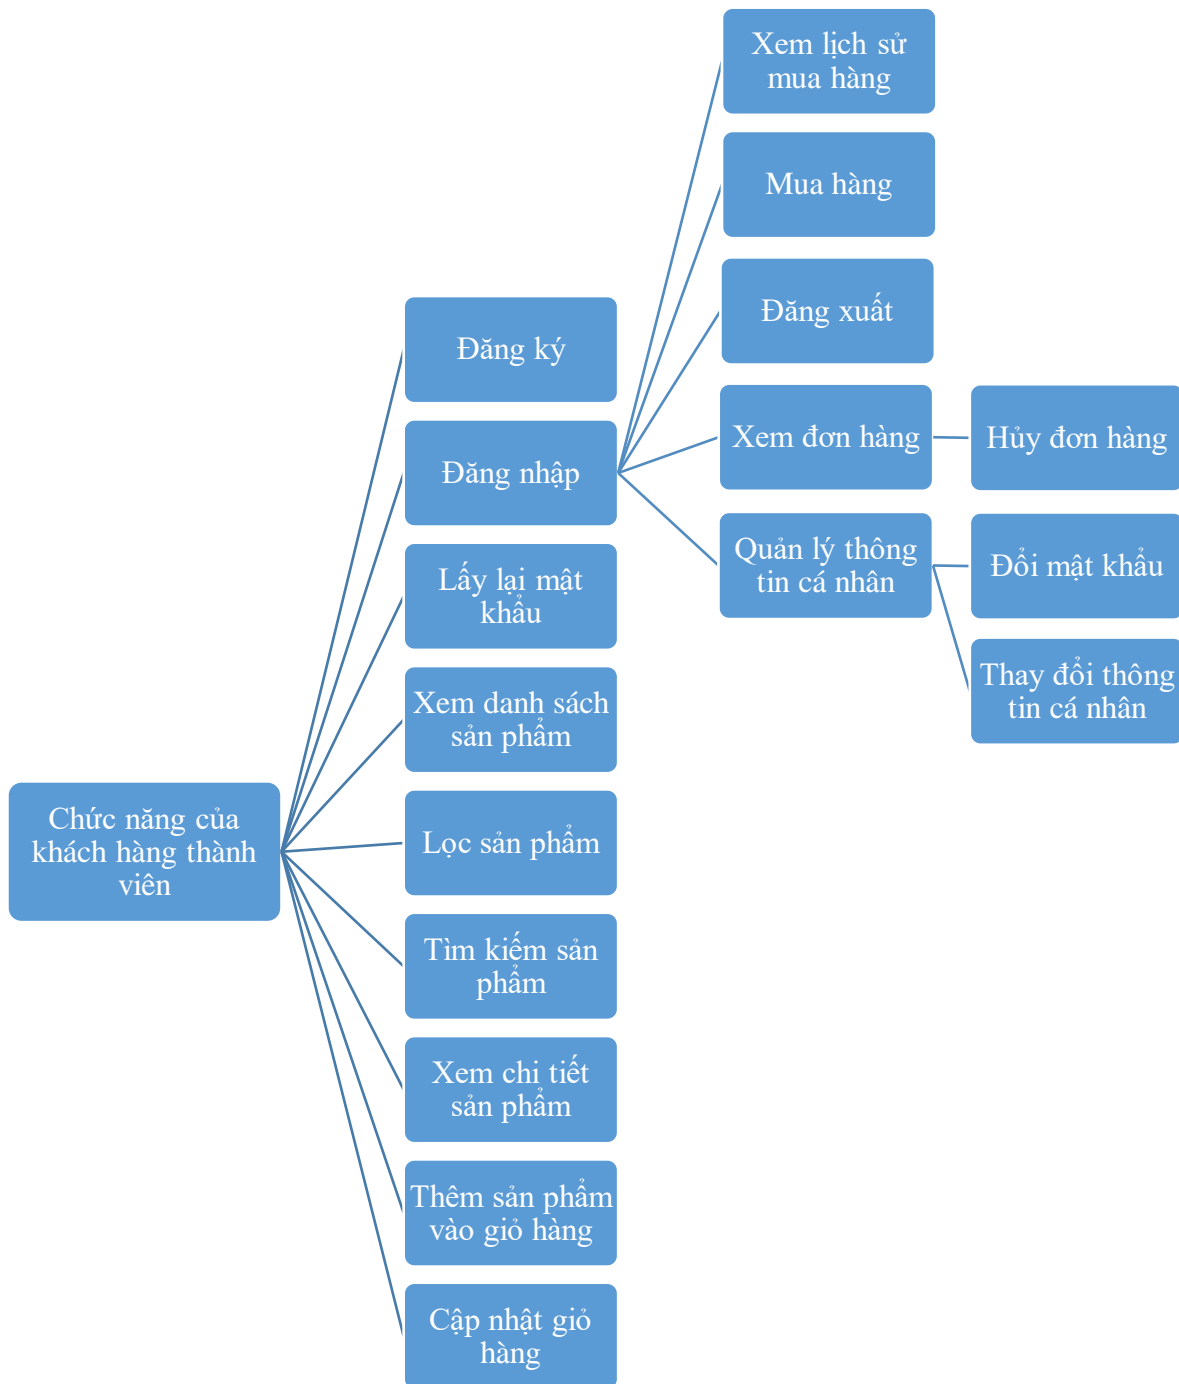 Xem lịch sử
mua hàng
Mua hàng
Đăng xuất
Đăng ký
Đăng nhập
Xem đơn hàng
Hủy đơn hàng
Quản lý thông
tin cá nhân
Đổi mật khẩu
Lấy lại mật
khẩu
Thay đổi thông
tin cá nhân
Xem danh sách
sản phẩm
Chức năng của
khách hàng thành
viên
Lọc sản phẩm
Tìm kiếm sản
phẩm
Xem chi tiết
sản phẩm
Thêm sản phẩm
vào giỏ hàng
Cập nhật giỏ
hàng